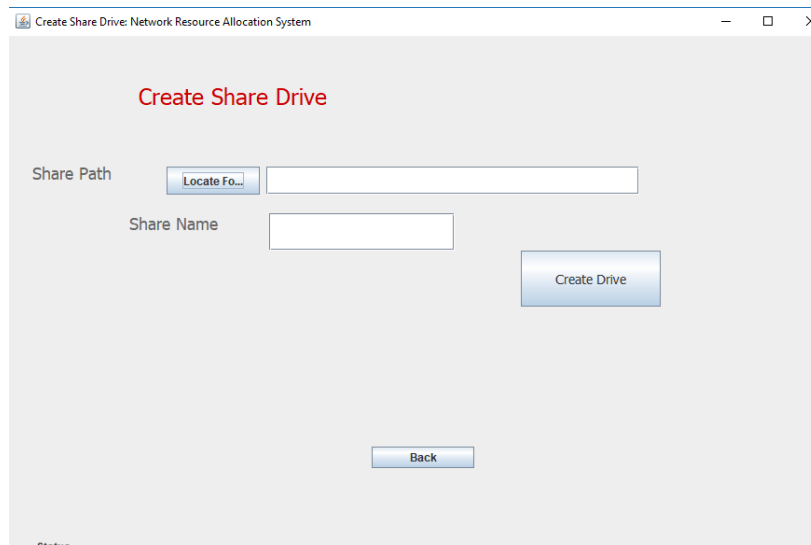 Create Share Drive: Network Resource Allocation System
Create Share Drive
Share Path
Locate Fo...
Share Name
Create Drive
Back
Status